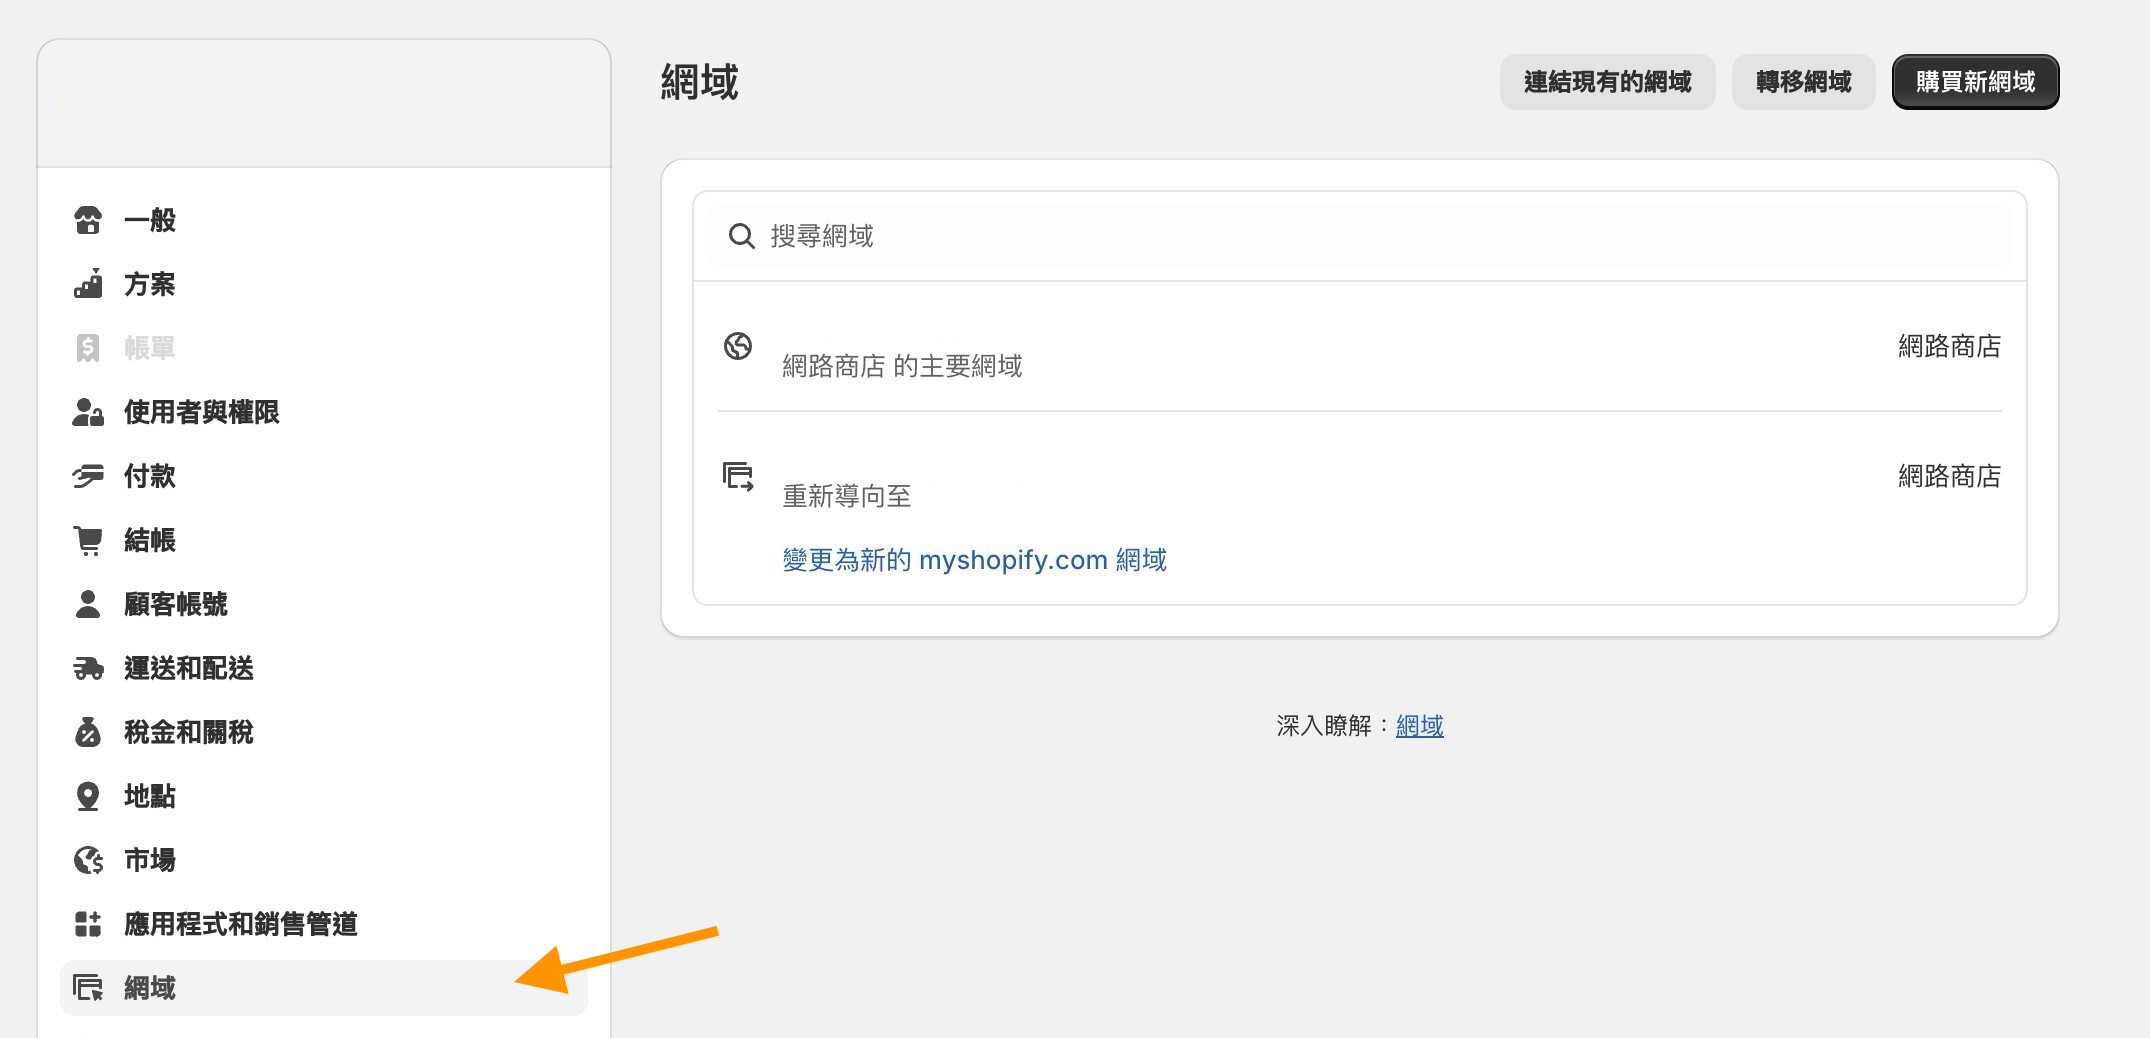 一般
方案
帳單
使用者與權限
付款
結帳
顧客帳號
運送和配送
稅金和關稅
地點
市場
應用程式和銷售管道
網域
網域
連結現有的網域
轉移網域
購買新網域
搜尋網域
網路商店 的主要網域
網路商店
重新導向至
網路商店
變更為新的 myshopify.com 網域
深入瞭解：網域